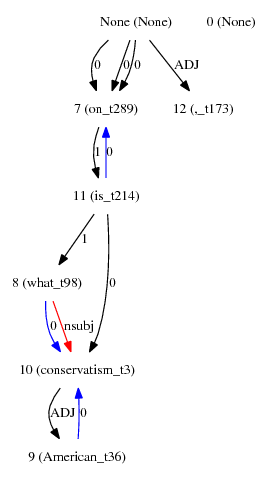 None (None) 0 (None)
0 0 0 ADJ
7 (on_t289) 12 (,_t173)
1 0
11 (is_t214)
1
8 (what_t98) 0
0 nsubj
10 (conservatism_t3)
ADJ 0
9 (American_t36)